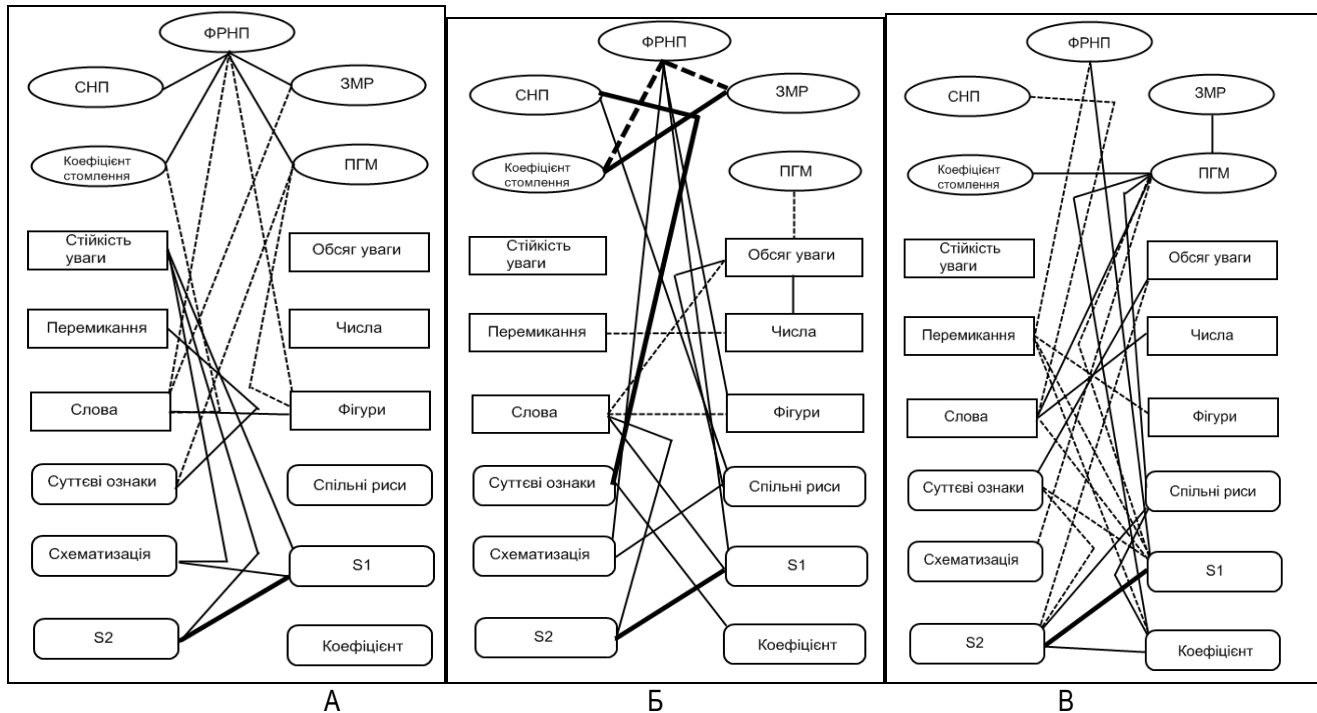 ФРНП
СНП
ЗМР
Коефіцієнт
стомлення
ПГМ
Стійкість
уваги
Обсяг уваги
Перемикання
Числа
Слова
Фігури
Суттєві ознаки
Спільні риси
Схематизація
S1
S2
Коефіцієнт
А
ФРНП
СНП
ЗМР
Коефіцієнт
стомлення
ПГМ
Стійкість
уваги
Обсяг уваги
Перемикання
Числа
Слова
Фігури
Суттєві ознаки
Спільні риси
Схематизація
S1
S2
Коефіцієнт
Б
ФРНП
СНП
ЗМР
Коефіцієнт
стомлення
ПГМ
Стійкість
уваги
Обсяг уваги
Перемикання
Числа
Слова
Фігури
Суттєві ознаки
Спільні риси
Схематизація
S1
S2
Коефіцієнт
В